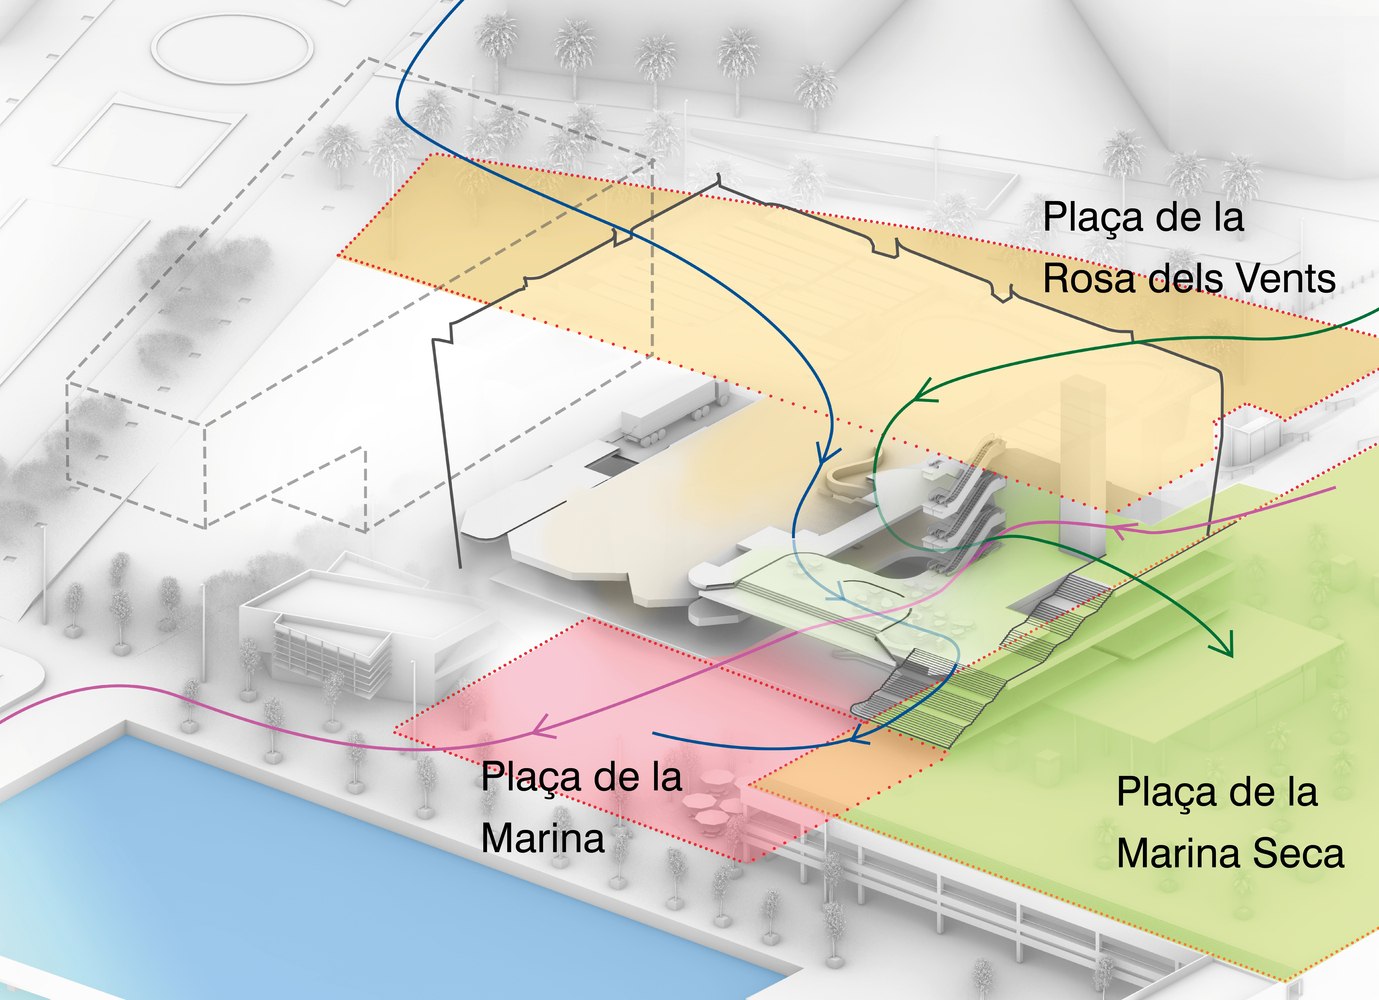 Plaça de la
Rosa dels Vents
Plaça de la
Marina
Plaça de la
Marina Seca